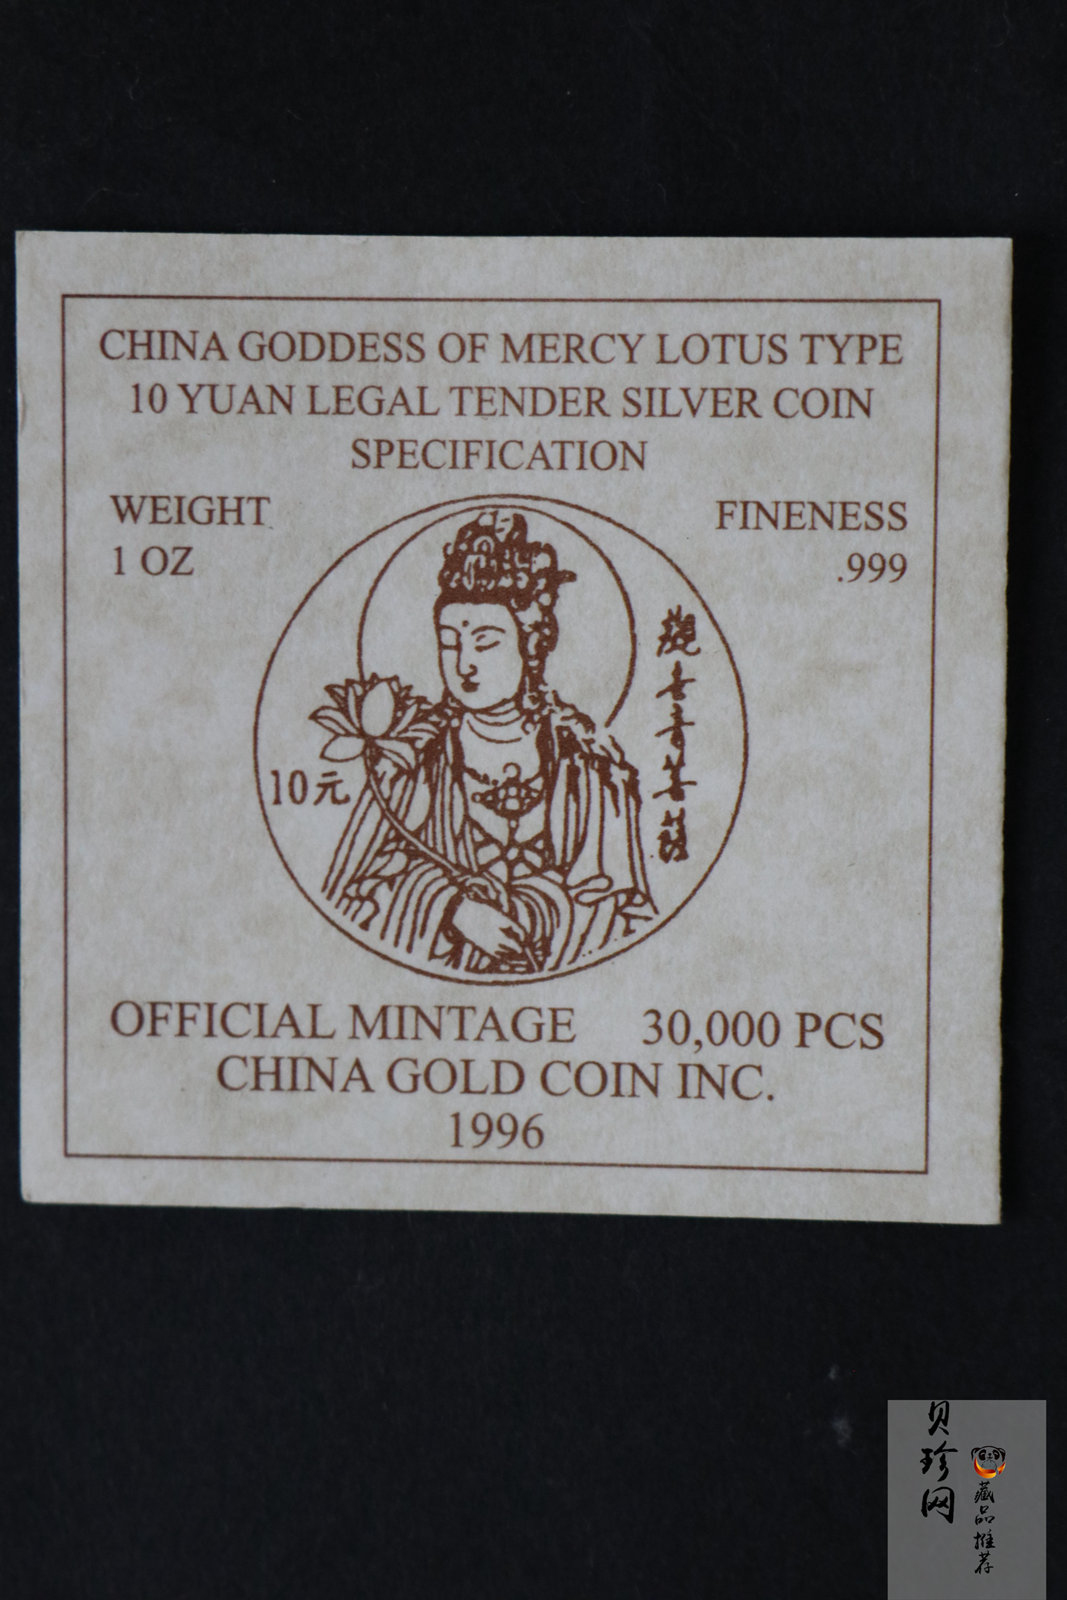 CHINA GODDESS OF MERCY LOTUS TYPE
10 YUAN LEGAL TENDER SILVER COIN
SPECIFICATION
WEIGHT
1 OZ
FINENESS
.999
10元
觀世音菩薩
OFFICIAL MINTAGE 30,000 PCS
CHINA GOLD COIN INC.
1996
贝珍网
藏品推荐